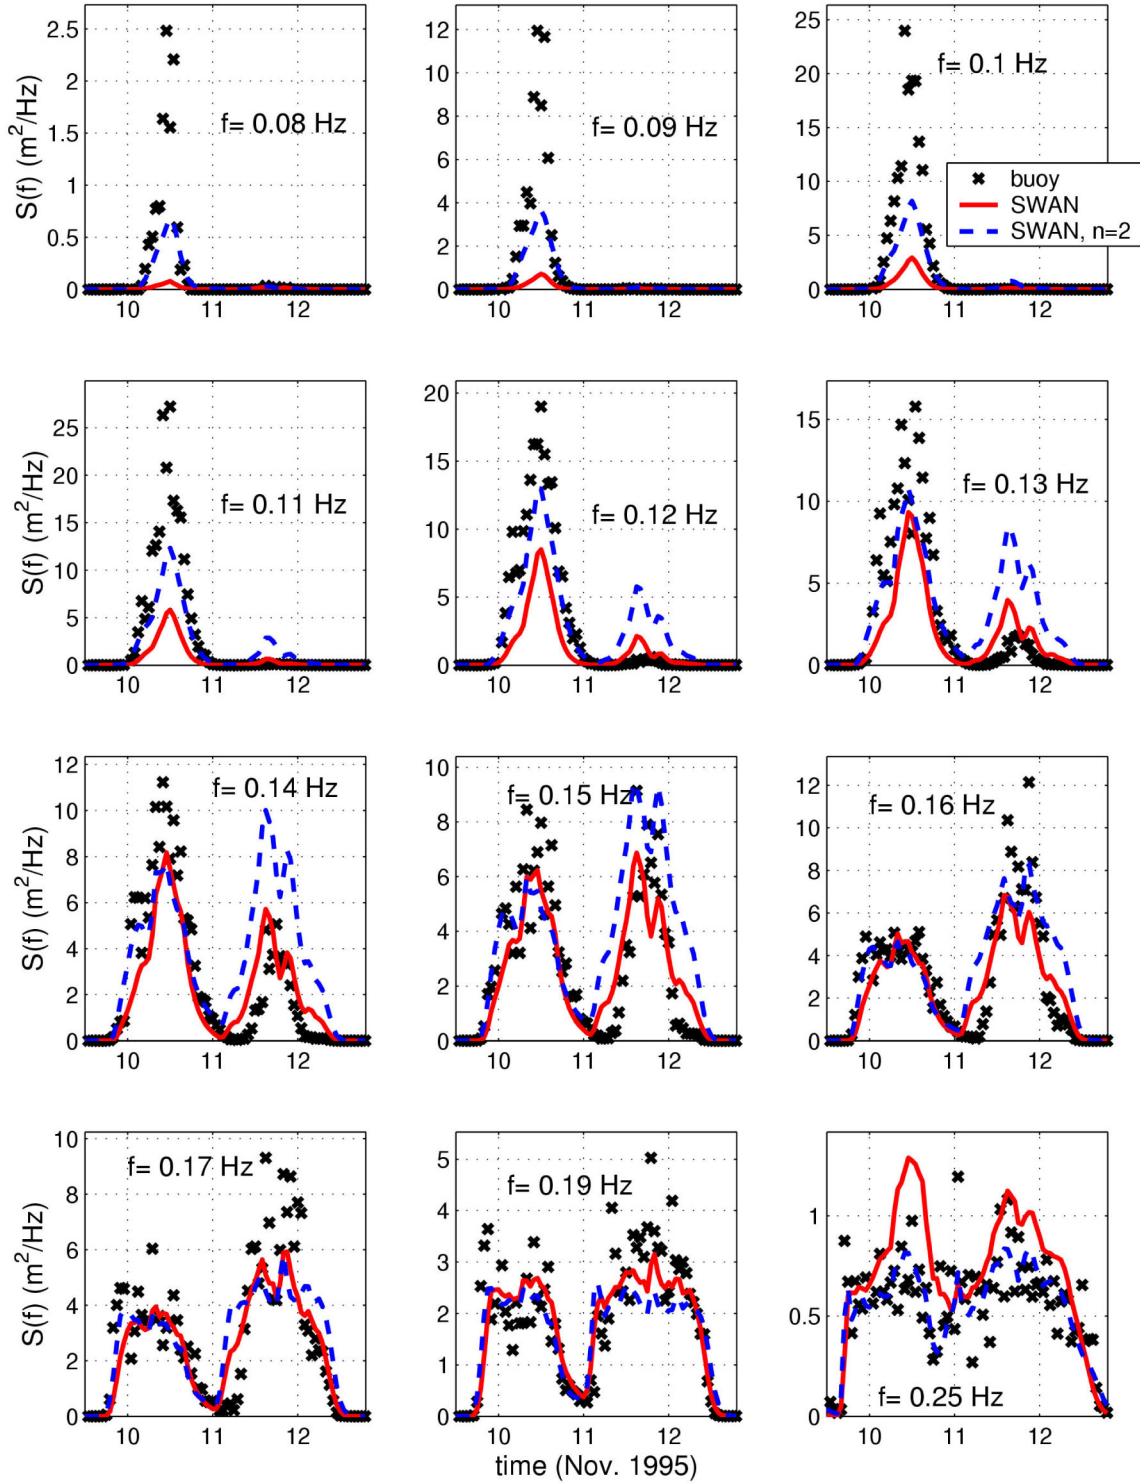 2.5
2
1.5
1
0.5
0
S(f) (m²/Hz)
f= 0.08 Hz
10 11 12
12
10
8
6
4
2
0
f= 0.09 Hz
10 11 12
25
20
15
10
5
0
f= 0.1 Hz
buoy
SWAN
SWAN, n=2
10 11 12
25
20
15
10
5
0
S(f) (m²/Hz)
f= 0.11 Hz
10 11 12
20
15
10
5
0
f= 0.12 Hz
10 11 12
15
10
5
0
f= 0.13 Hz
10 11 12
12
10
8
6
4
2
0
S(f) (m²/Hz)
f= 0.14 Hz
10 11 12
10
8
6
4
2
0
f= 0.15 Hz
10 11 12
12
10
8
6
4
2
0
f= 0.16 Hz
10 11 12
10
8
6
4
2
0
S(f) (m²/Hz)
f= 0.17 Hz
10 11 12
5
4
3
2
1
0
f= 0.19 Hz
10 11 12
time (Nov. 1995)
1
0.5
0
f= 0.25 Hz
10 11 12